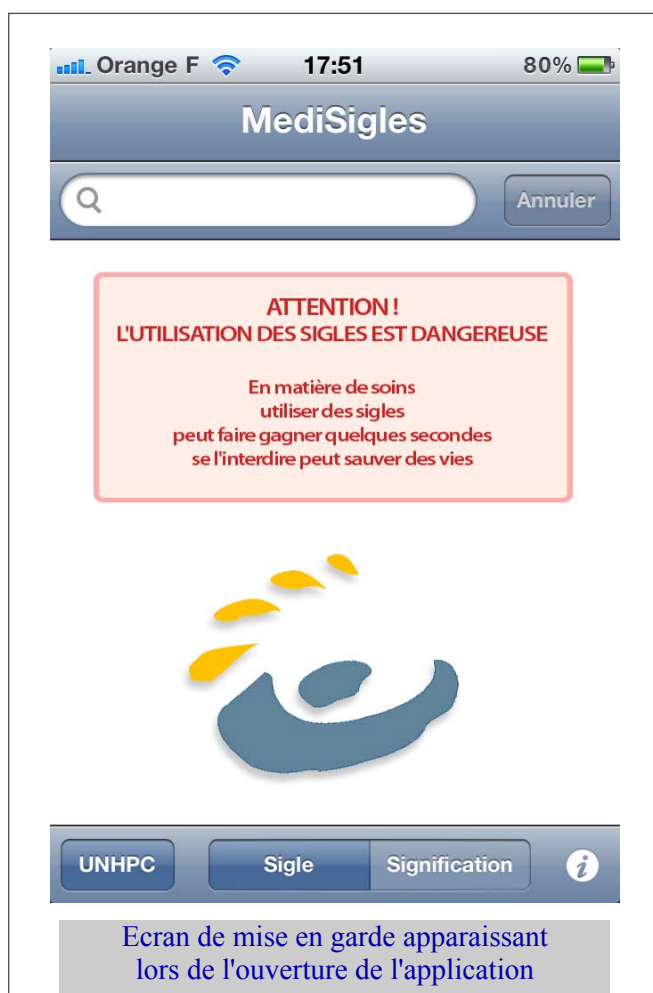 Orange F 17:51 80%
MediSigles
Annuler
ATTENTION !
L'UTILISATION DES SIGLES EST DANGEREUSE
En matière de soins
utiliser des sigles
peut faire gagner quelques secondes
se l'interdire peut sauver des vies
UNHPC Sigle Signification i
Ecran de mise en garde apparaissant
lors de l'ouverture de l'application